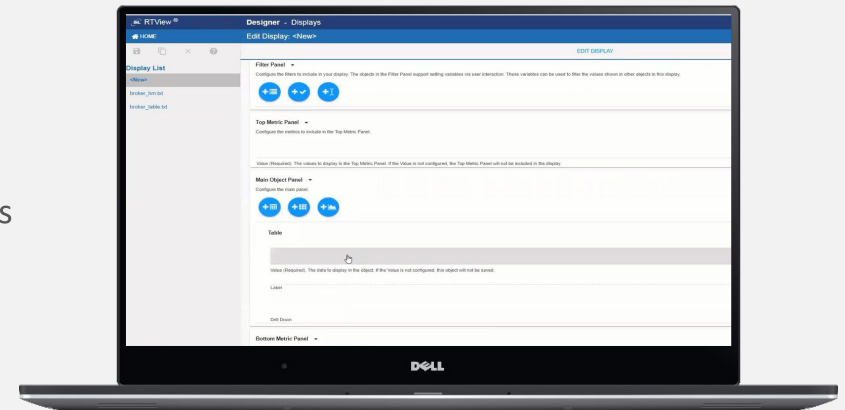 SL RTView ®
Designer - Displays
HOME
Edit Display: <New>
EDIT DISPLAY
Display List
<New>
broker_hm.txt
broker_table.txt
Filter Panel
Configure the filters to include in your display. The objects in the Filter Panel support setting variables via user interaction. These variables can be used to filter the values shown in other objects in this display.
Top Metric Panel
Configure the metrics to include in the Top Metric Panel.
Value (Required). The values to display in the Top Metric Panel. If the Value is not configured, the Top Metric Panel will not be included in the display.
Main Object Panel
Configure the main panel
Table
s
Value (Required). The data to display in the object. If the Value is not configured, this object will not be saved.
Label
Drill Down
Bottom Metric Panel
DELL